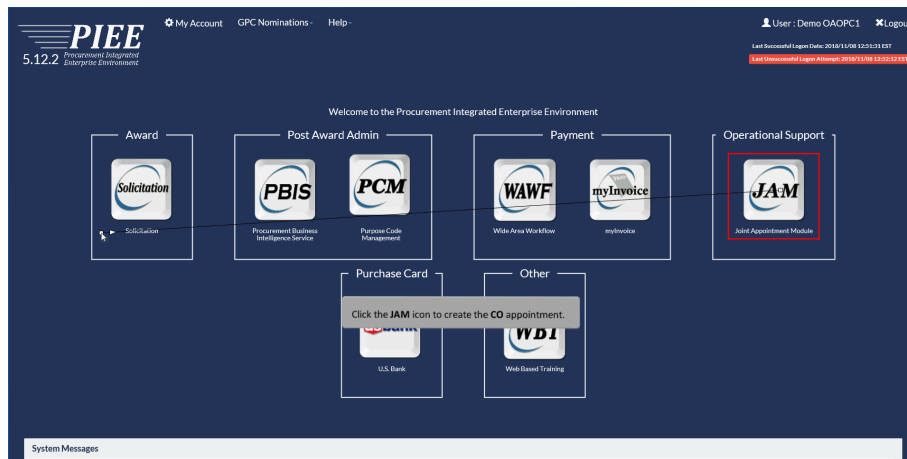 My Account GPC Nominations Help
User : Demo OAOPC1 Logou
PIEE
5.12.2 Procurement Integrated
Enterprise Environment
Last Successful Logon Date: 2018/11/08 12:51:31 EST
Last Unsuccessful Logon Attempt: 2018/11/08 12:52:12 EST
Welcome to the Procurement Integrated Enterprise Environment
Award
Solicitation
Solicitation
Post Award Admin
PBIS
Procurement Business
Intelligence Service
PCM
Purpose Code
Management
Payment
WAWF
Wide Area Workflow
myInvoice
myInvoice
Operational Support
JAM
Joint Appointment Module
Purchase Card
usbank
U.S. Bank
Other
WBT
Web Based Training
Click the JAM icon to create the CO appointment.
System Messages